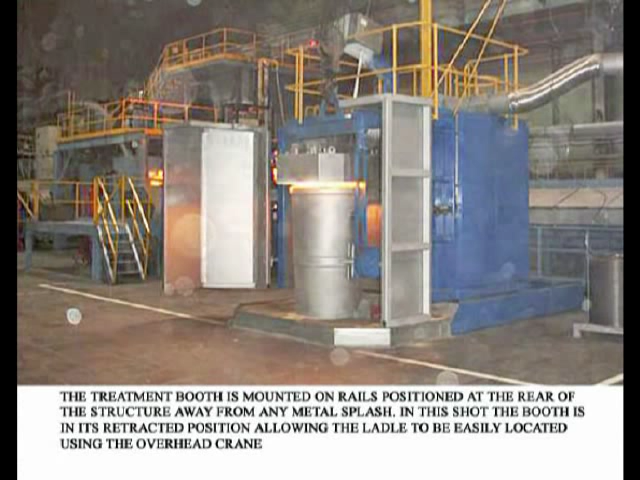 THE TREATMENT BOOTH IS MOUNTED ON RAILS POSITIONED AT THE REAR OF
THE STRUCTURE AWAY FROM ANY METAL SPLASH. IN THIS SHOT THE BOOTH IS
IN ITS RETRACTED POSITION ALLOWING THE LADLE TO BE EASILY LOCATED
USING THE OVERHEAD CRANE